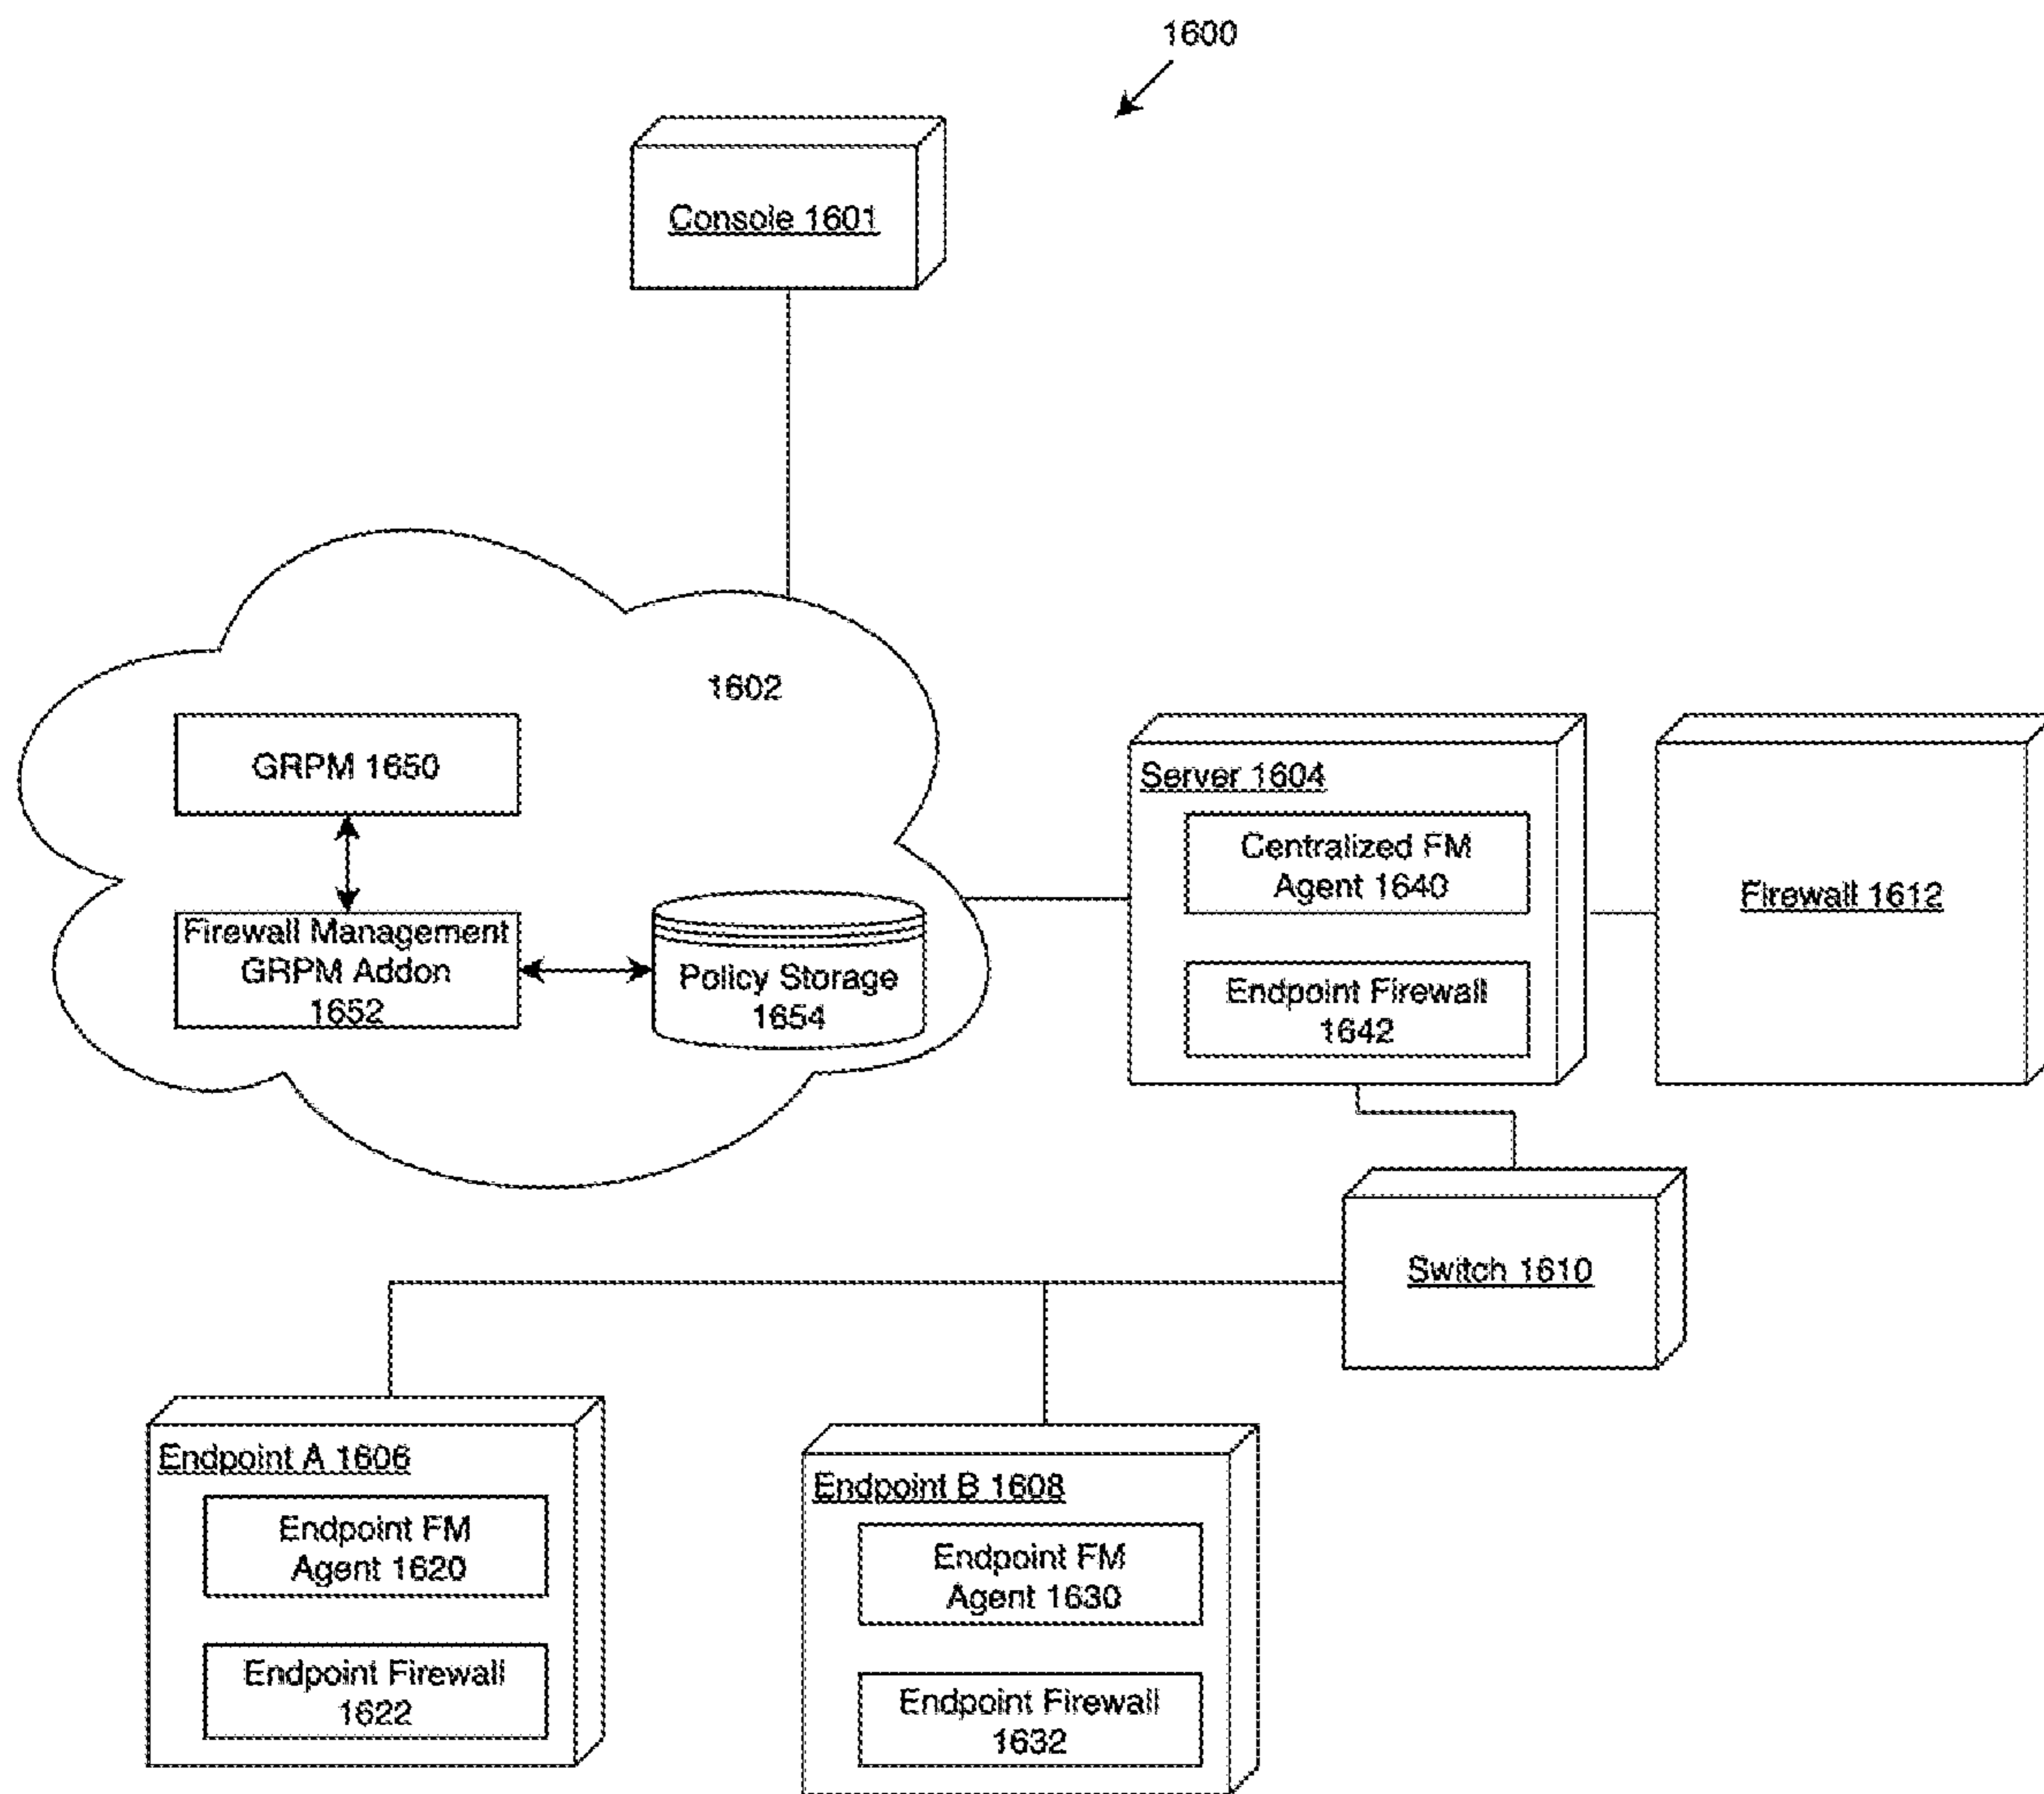 1600
Console 1601
1602
GRPM 1650
Firewall Management
GRPM Addon
1652
Policy Storage
1654
Server 1604
Centralized FM
Agent 1640
Endpoint Firewall
1642
Firewall 1612
Switch 1610
Endpoint A 1606
Endpoint FM
Agent 1620
Endpoint Firewall
1622
Endpoint B 1608
Endpoint FM
Agent 1630
Endpoint Firewall
1632